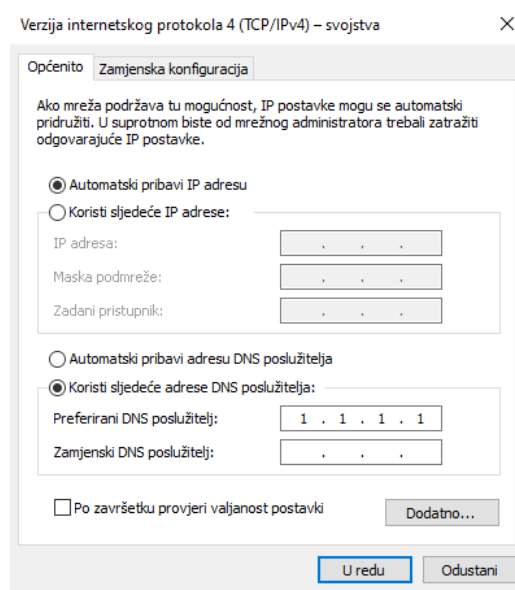 Verzija internetskog protokola 4 (TCP/IPv4) – svojstva
Općenito
Zamjenska konfiguracija
Ako mreža podržava tu mogućnost, IP postavke mogu se automatski
pridružiti. U suprotnom biste od mrežnog administratora trebali zatražiti
odgovarajuće IP postavke.
Automatski pribavi IP adresu
Koristi sljedeće IP adrese:
IP adresa: . . .
Maska podmreže: . . .
Zadani pristupnik: . . .
Automatski pribavi adresu DNS poslužitelja
Koristi sljedeće adrese DNS poslužitelja:
Preferirani DNS poslužitelj: 1 . 1 . 1 . 1
Zamjenski DNS poslužitelj: . . .
Po završetku provjeri valjanost postavki
Dodatno...
U redu
Odustani